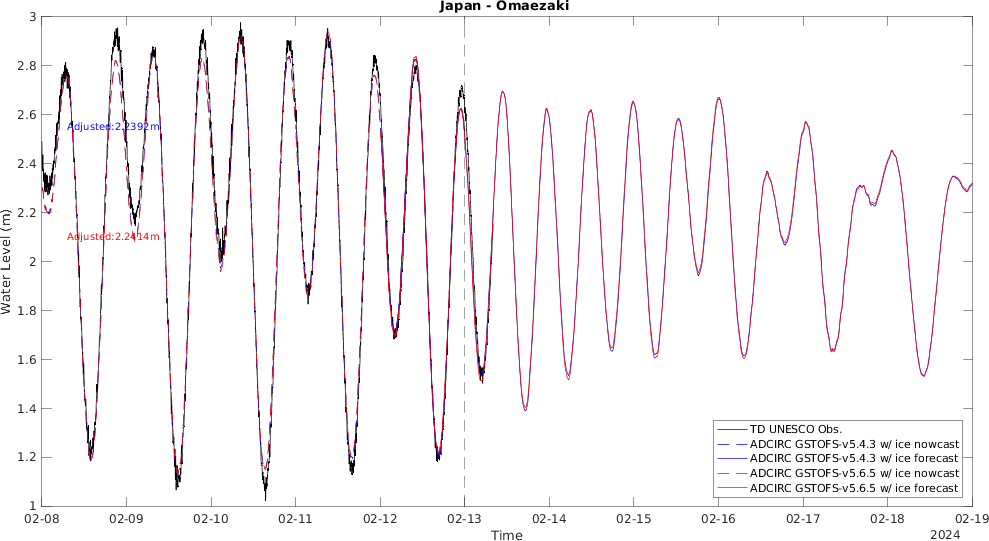 Japan - Omaezaki
3
2.8
2.6
2.4
2.2
2
1.8
1.6
1.4
1.2
1
Water Level (m)
Adjusted:2.2392m
Adjusted:2.2414m
TD UNESCO Obs.
ADCIRC GSTOFS-v5.4.3 w/ ice nowcast
ADCIRC GSTOFS-v5.4.3 w/ ice forecast
ADCIRC GSTOFS-v5.6.5 w/ ice nowcast
ADCIRC GSTOFS-v5.6.5 w/ ice forecast
02-08 02-09 02-10 02-11 02-12 02-13 02-14 02-15 02-16 02-17 02-18 02-19
Time
2024